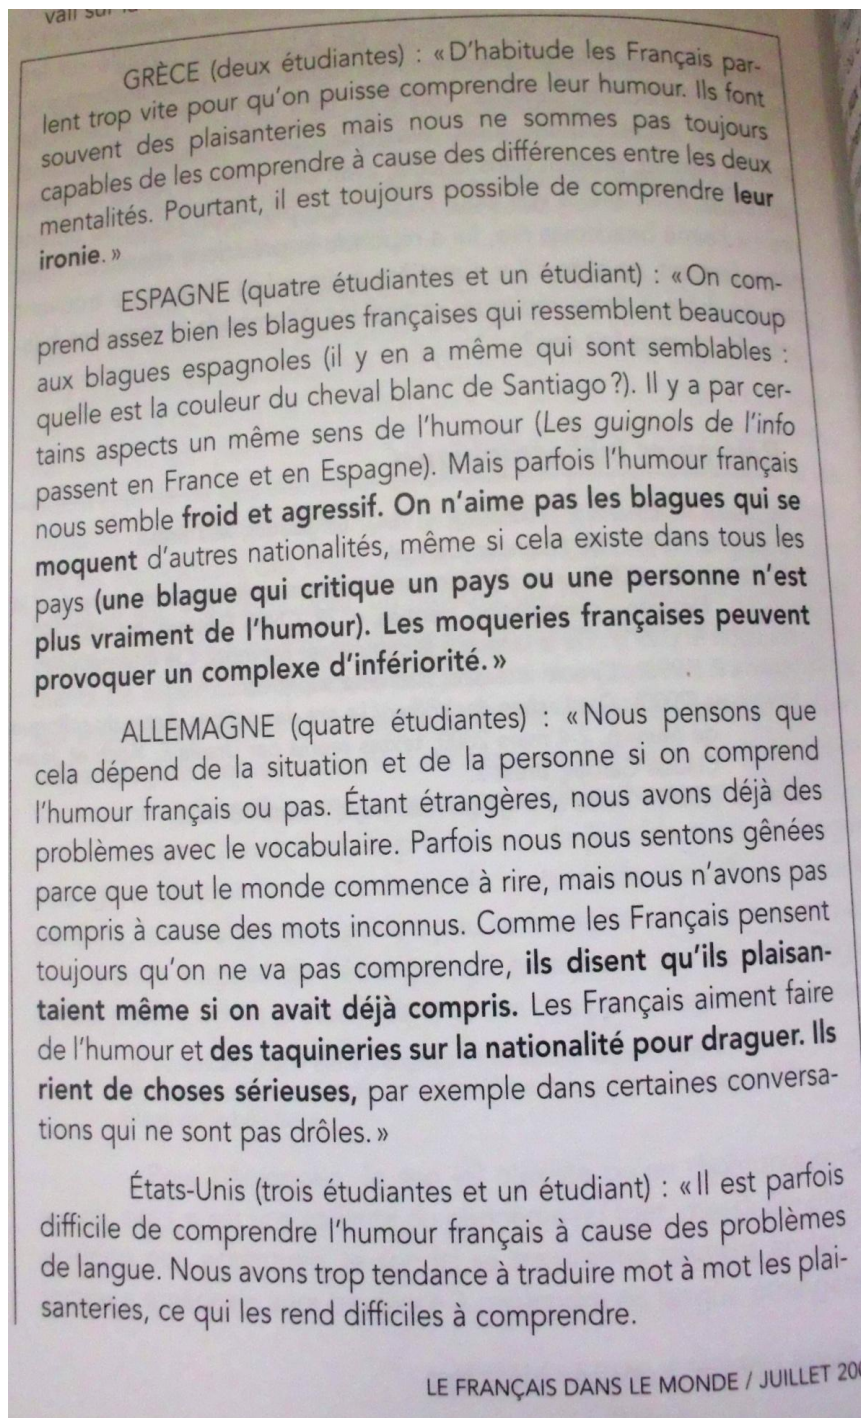 GRÈCE (deux étudiantes) : « D'habitude les Français par-
lent trop vite pour qu'on puisse comprendre leur humour. Ils font
souvent des plaisanteries mais nous ne sommes pas toujours
capables de les comprendre à cause des différences entre les deux
mentalités. Pourtant, il est toujours possible de comprendre leur
ironie. »
ESPAGNE (quatre étudiantes et un étudiant) : « On com-
prend assez bien les blagues françaises qui ressemblent beaucoup
aux blagues espagnoles (il y en a même qui sont semblables :
quelle est la couleur du cheval blanc de Santiago ?). Il y a par cer-
tains aspects un même sens de l'humour (Les guignols de l'info
passent en France et en Espagne). Mais parfois l'humour français
nous semble froid et agressif. On n'aime pas les blagues qui se
moquent d'autres nationalités, même si cela existe dans tous les
pays (une blague qui critique un pays ou une personne n'est
plus vraiment de l'humour). Les moqueries françaises peuvent
provoquer un complexe d'infériorité. »
ALLEMAGNE (quatre étudiantes) : « Nous pensons que
cela dépend de la situation et de la personne si on comprend
l'humour français ou pas. Étant étrangères, nous avons déjà des
problèmes avec le vocabulaire. Parfois nous nous sentons gênées
parce que tout le monde commence à rire, mais nous n'avons pas
compris à cause des mots inconnus. Comme les Français pensent
toujours qu'on ne va pas comprendre, ils disent qu'ils plaisan-
taient même si on avait déjà compris. Les Français aiment faire
de l'humour et des taquineries sur la nationalité pour draguer. Ils
rient de choses sérieuses, par exemple dans certaines conversa-
tions qui ne sont pas drôles. »
États-Unis (trois étudiantes et un étudiant) : « Il est parfois
difficile de comprendre l'humour français à cause des problèmes
de langue. Nous avons trop tendance à traduire mot à mot les plai-
santeries, ce qui les rend difficiles à comprendre.
LE FRANÇAIS DANS LE MONDE / JUILLET